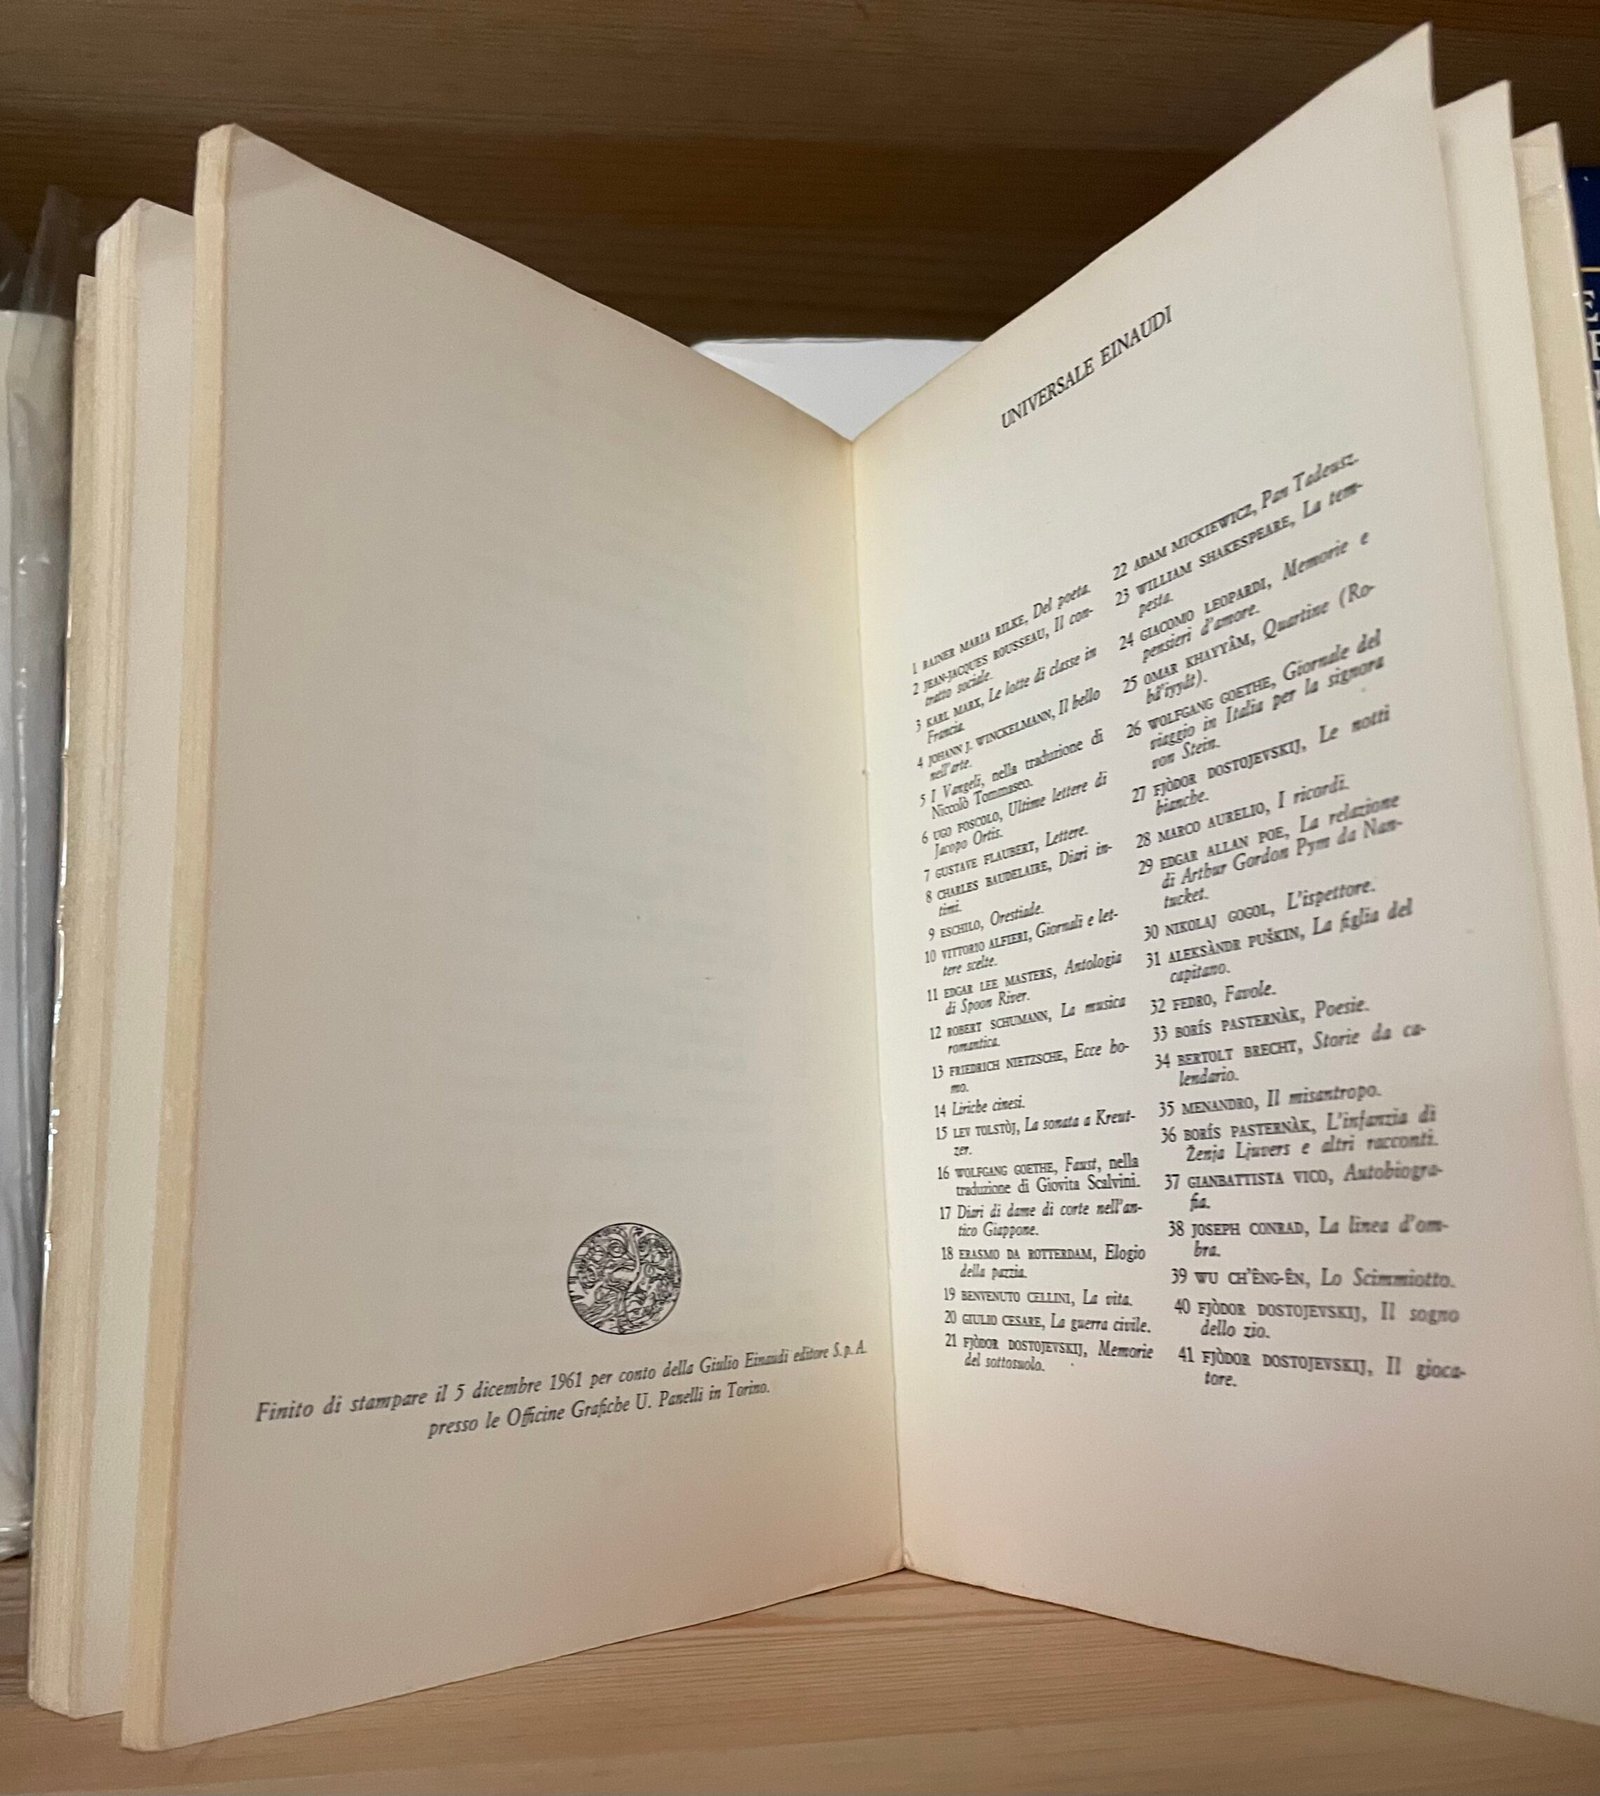 Finito di stampare il 5 dicembre 1961 per conto della Giulio Einaudi editore S.p.A.
presso le Officine Grafiche U. Panelli in Torino.
UNIVERSALE EINAUDI
1 RAINER MARIA RILKE, Del poeta.
2 JEAN-JACQUES ROUSSEAU, Il con-
tratto sociale.
3 KARL MARX, Le lotte di classe in
Francia.
4 JOHANN J. WINCKELMANN, Il bello
nell'arte.
5 I Vangeli, nella traduzione di
Niccolò Tommaseo.
6 UGO FOSCOLO, Ultime lettere di
Jacopo Ortis.
7 GUSTAVE FLAUBERT, Lettere.
8 CHARLES BAUDELAIRE, Diari in-
timi.
9 ESCHILO, Orestiade.
10 VITTORIO ALFIERI, Giornali e let-
tere scelte.
11 EDGAR LEE MASTERS, Antologia
di Spoon River.
12 ROBERT SCHUMANN, La musica
romantica.
13 FRIEDRICH NIETZSCHE, Ecce ho-
mo.
14 Liriche cinesi.
15 LEV TOLSTÒJ, La sonata a Kreut-
zer.
16 WOLFGANG GOETHE, Faust, nella
traduzione di Giovita Scalvini.
17 Diari di dame di corte nell'an-
tico Giappone.
18 ERASMO DA ROTTERDAM, Elogio
della pazzia.
19 BENVENUTO CELLINI, La vita.
20 GIULIO CESARE, La guerra civile.
21 FJÒDOR DOSTOJEVSKIJ, Memorie
del sottosuolo.
22 ADAM MICKIEWICZ, Pan Tadeusz.
23 WILLIAM SHAKESPEARE, La tem-
pesta.
24 GIACOMO LEOPARDI, Memorie e
pensieri d'amore.
25 OMAR KHAYYÂM, Quartine (Ro-
bâ'iyyât).
26 WOLFGANG GOETHE, Giornale del
viaggio in Italia per la signora
von Stein.
27 FJÒDOR DOSTOJEVSKIJ, Le notti
bianche.
28 MARCO AURELIO, I ricordi.
29 EDGAR ALLAN POE, La relazione
di Arthur Gordon Pym da Nan-
tucket.
30 NIKOLAJ GOGOL, L'ispettore.
31 ALEKSÀNDR PUŠKIN, La figlia del
capitano.
32 FEDRO, Favole.
33 BORÍS PASTERNÀK, Poesie.
34 BERTOLT BRECHT, Storie da ca-
lendario.
35 MENANDRO, Il misantropo.
36 BORÍS PASTERNÀK, L'infanzia di
Ženja Ljuvers e altri racconti.
37 GIANBATTISTA VICO, Autobiogra-
fia.
38 JOSEPH CONRAD, La linea d'om-
bra.
39 WU CH'ÊNG-ÊN, Lo Scimmiotto.
40 FJÒDOR DOSTOJEVSKIJ, Il sogno
dello zio.
41 FJÒDOR DOSTOJEVSKIJ, Il gioca-
tore.